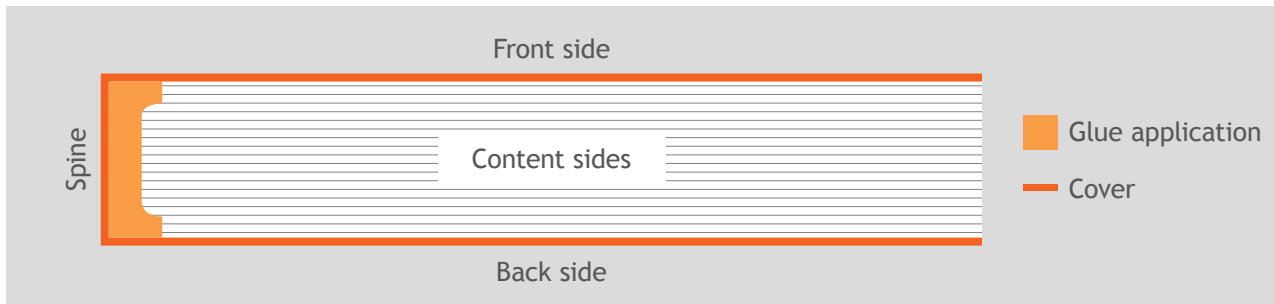 Front side
Spine
Content sides
Back side
Glue application
Cover